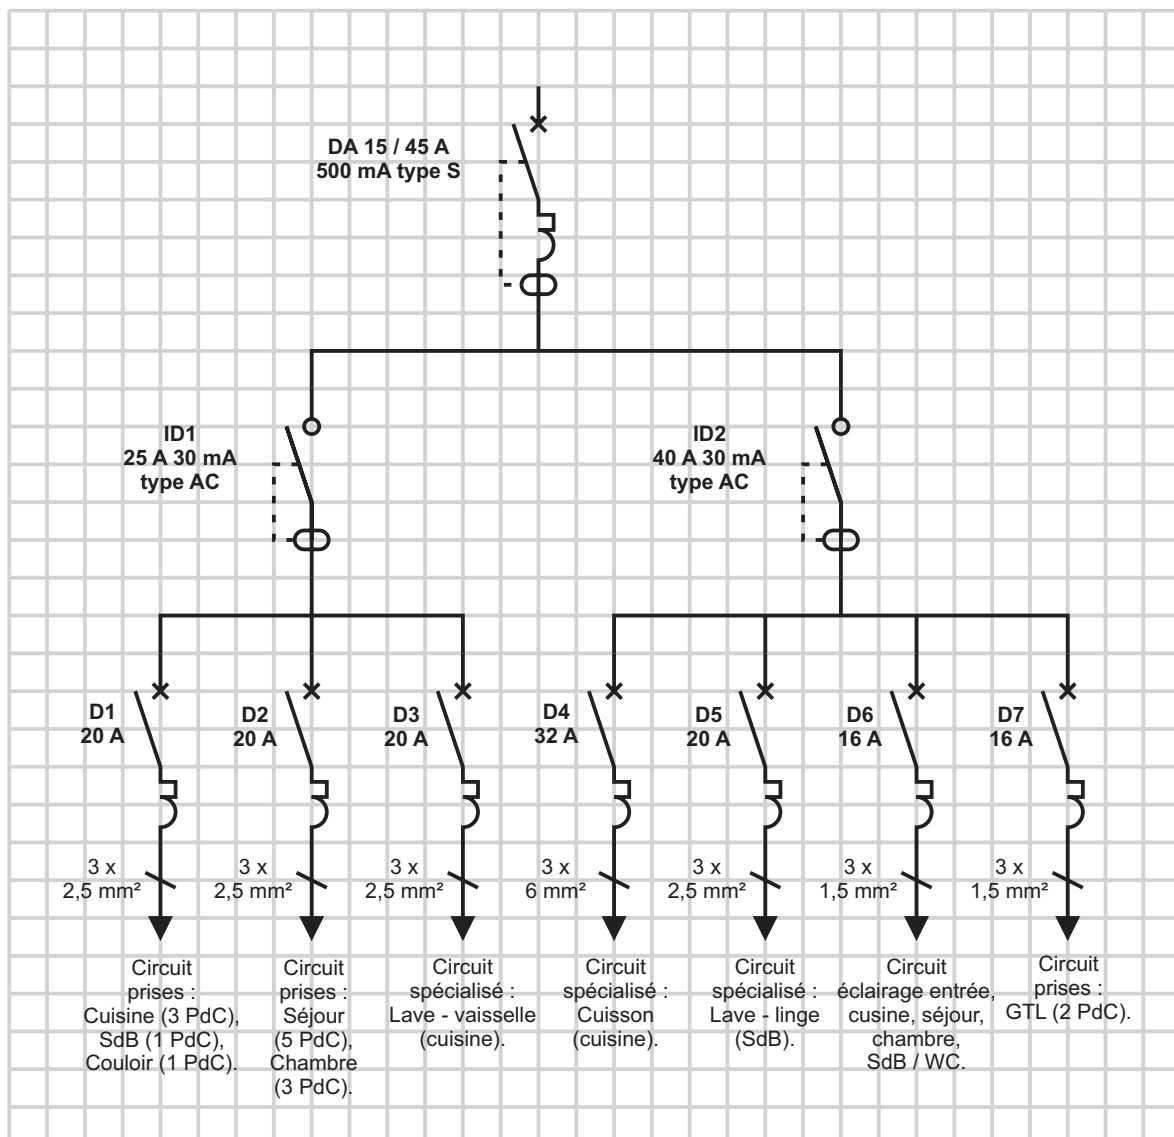 DA 15 / 45 A
500 mA type S
ID1
25 A 30 mA
type AC
ID2
40 A 30 mA
type AC
D1
20 A
D2
20 A
D3
20 A
D4
32 A
D5
20 A
D6
16 A
D7
16 A
3 x
2,5 mm²
3 x
2,5 mm²
3 x
2,5 mm²
3 x
6 mm²
3 x
2,5 mm²
3 x
1,5 mm²
3 x
1,5 mm²
Circuit
prises :
Cuisine (3 PdC),
SdB (1 PdC),
Couloir (1 PdC).
Circuit
prises :
Séjour
(5 PdC),
Chambre
(3 PdC).
Circuit
spécialisé :
Lave - vaisselle
(cuisine).
Circuit
spécialisé :
Cuisson
(cuisine).
Circuit
spécialisé :
Lave - linge
(SdB).
Circuit
éclairage entrée,
cusine, séjour,
chambre,
SdB / WC.
Circuit
prises :
GTL (2 PdC).